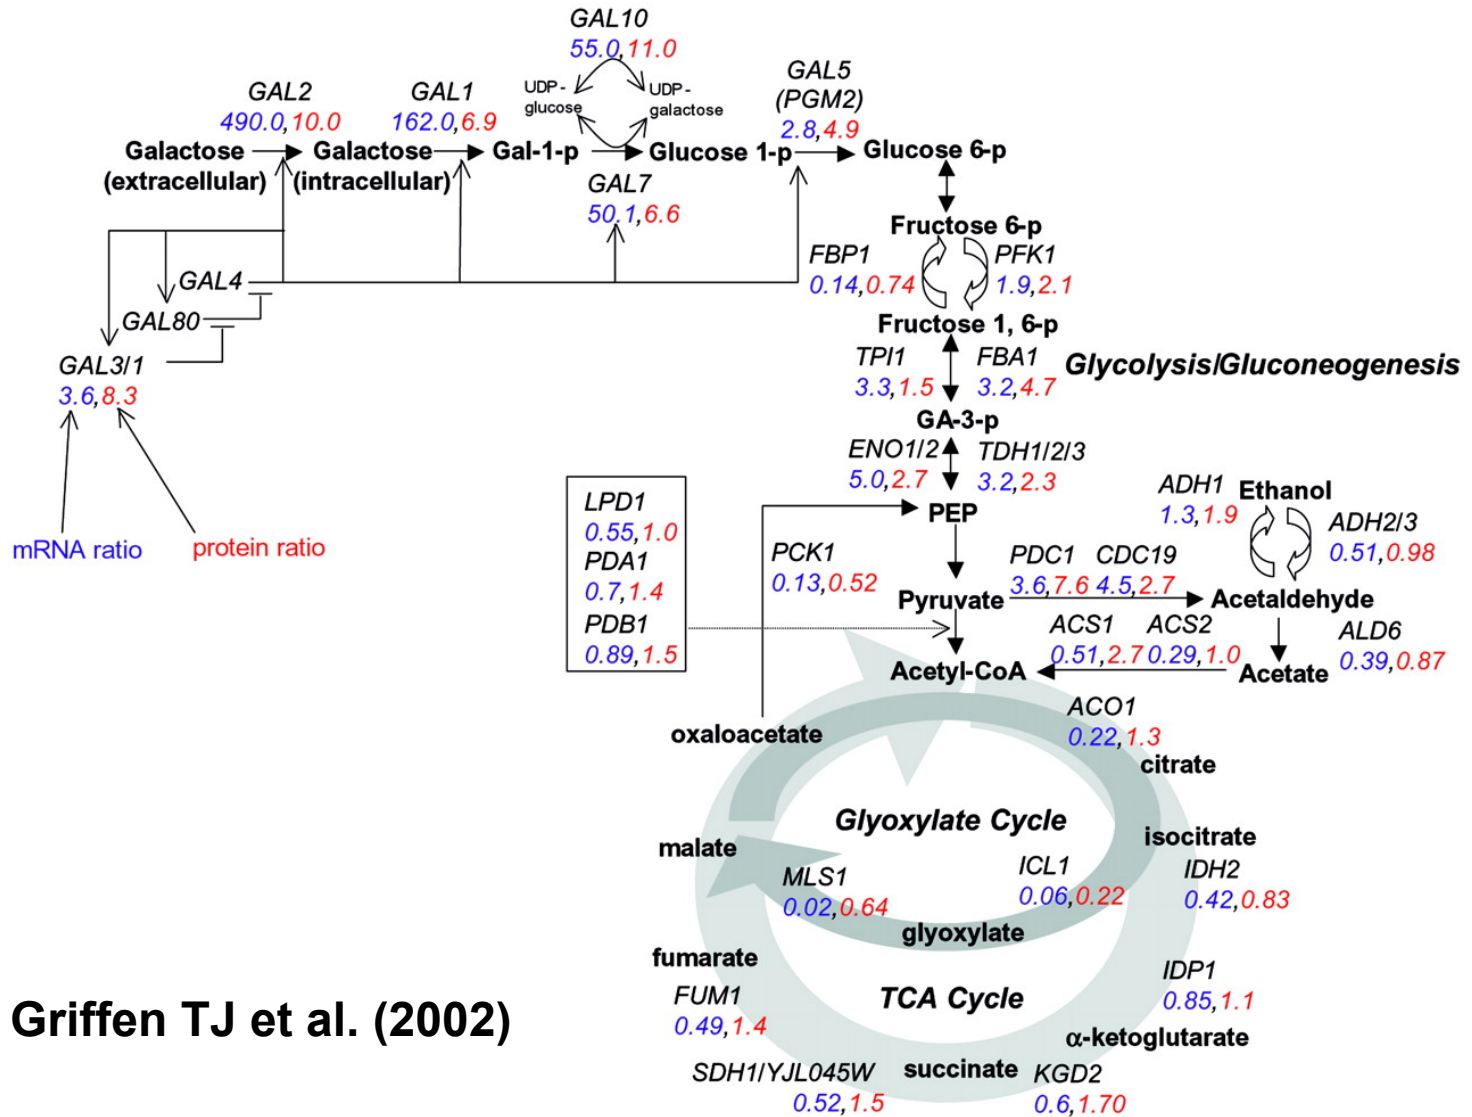 GAL10
55.0,11.0
GAL2
490.0,10.0
GAL1
162.0,6.9
UDP-
glucose
UDP-
galactose
GAL5
(PGM2)
2.8,4.9
Galactose
(extracellular)
Galactose
(intracellular)
Gal-1-p
Glucose 1-p
Glucose 6-p
GAL7
50.1,6.6
Fructose 6-p
FBP1
0.14,0.74
PFK1
1.9,2.1
GAL4
GAL80
GAL3/1
3.6,8.3
mRNA ratio
protein ratio
Fructose 1, 6-p
TPI1
3.3,1.5
FBA1
3.2,4.7
Glycolysis/Gluconeogenesis
GA-3-p
ENO1/2
5.0,2.7
TDH1/2/3
3.2,2.3
PEP
LPD1
0.55,1.0
PDA1
0.7,1.4
PDB1
0.89,1.5
PCK1
0.13,0.52
PDC1
3.6,7.6
CDC19
4.5,2.7
ADH1
1.3,1.9
Ethanol
ADH2/3
0.51,0.98
Pyruvate
Acetaldehyde
ACS1
0.51,2.7
ACS2
0.29,1.0
ALD6
0.39,0.87
Acetyl-CoA
Acetate
oxaloacetate
ACO1
0.22,1.3
citrate
Glyoxylate Cycle
malate
isocitrate
MLS1
0.02,0.64
ICL1
0.06,0.22
IDH2
0.42,0.83
glyoxylate
fumarate
FUM1
0.49,1.4
TCA Cycle
IDP1
0.85,1.1
α-ketoglutarate
SDH1/YJL045W
0.52,1.5
succinate
KGD2
0.6,1.70
Griffen TJ et al. (2002)